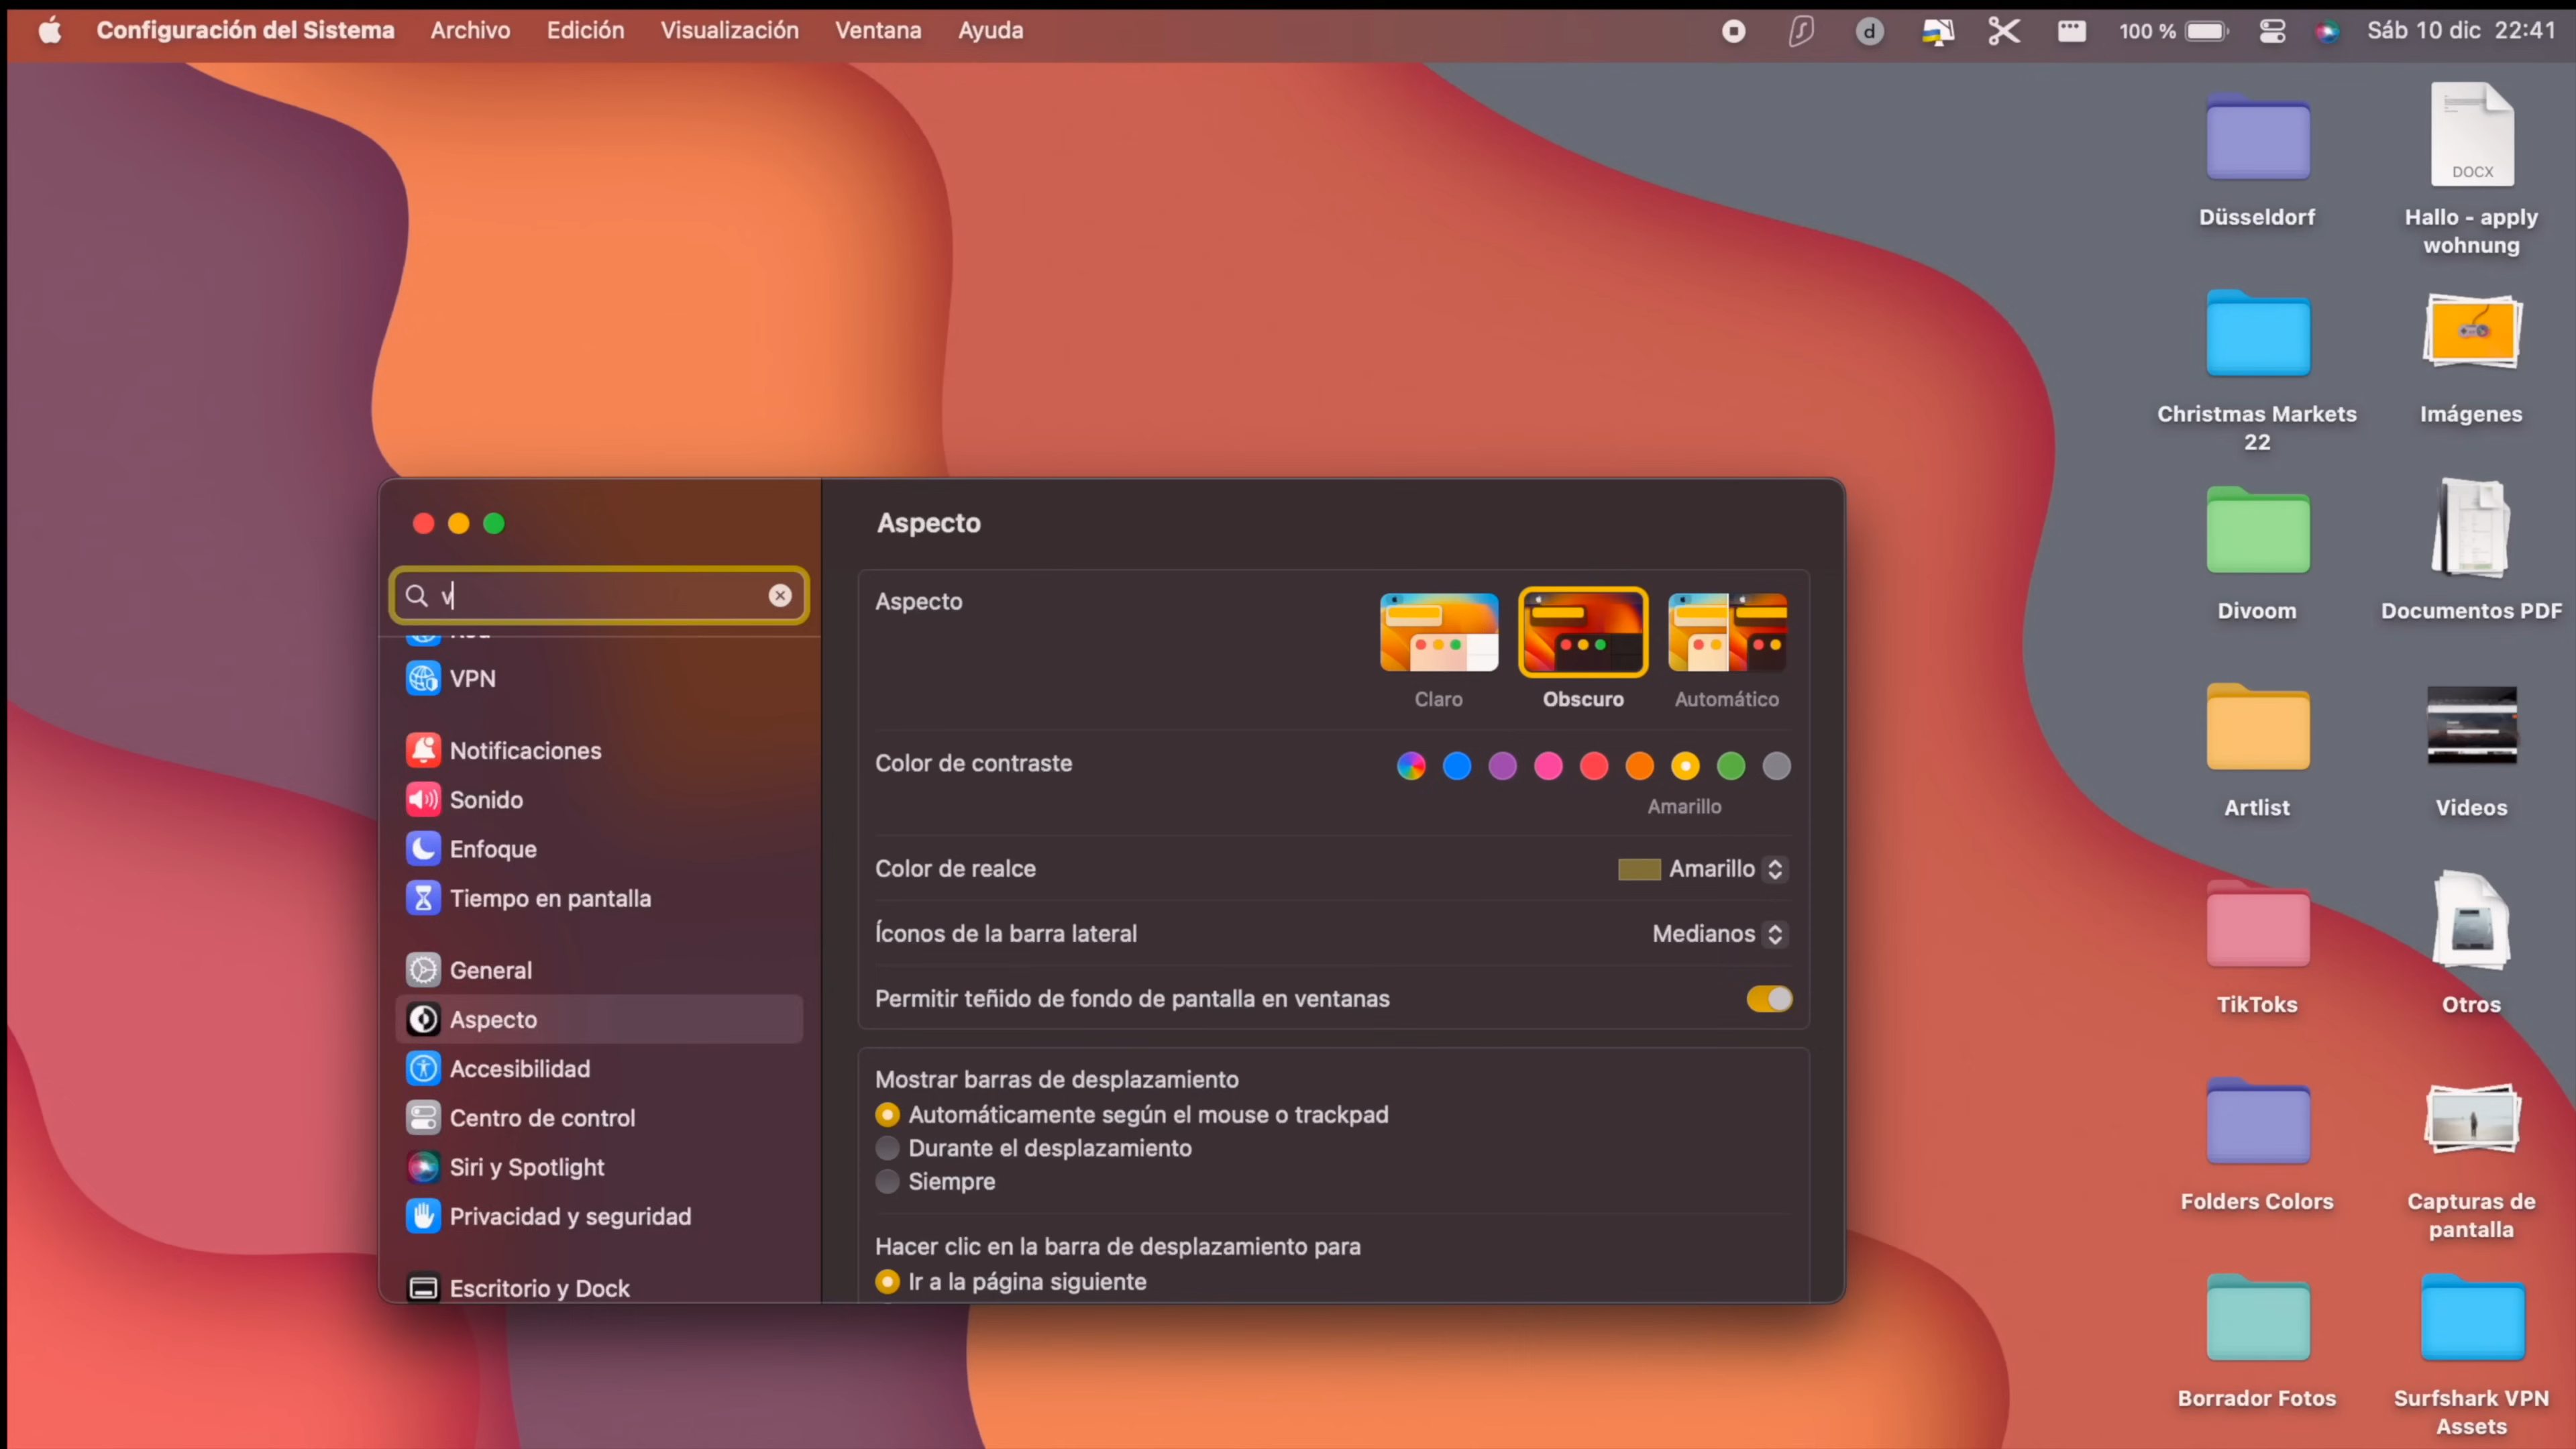 Configuración del Sistema Archivo Edición Visualización Ventana Ayuda d 100 % Sáb 10 dic 22:41
DOCX
Düsseldorf
Hallo - apply
wohnung
Christmas Markets
22
Imágenes
Divoom
Documentos PDF
Artlist
Videos
TikToks
Otros
Folders Colors
Capturas de
pantalla
Borrador Fotos
Surfshark VPN
Assets
v
VPN
Notificaciones
Sonido
Enfoque
Tiempo en pantalla
General
Aspecto
Accesibilidad
Centro de control
Siri y Spotlight
Privacidad y seguridad
Escritorio y Dock
Aspecto
Aspecto
Claro Obscuro Automático
Color de contraste
Amarillo
Color de realce Amarillo
Íconos de la barra lateral Medianos
Permitir teñido de fondo de pantalla en ventanas
Mostrar barras de desplazamiento
Automáticamente según el mouse o trackpad
Durante el desplazamiento
Siempre
Hacer clic en la barra de desplazamiento para
Ir a la página siguiente